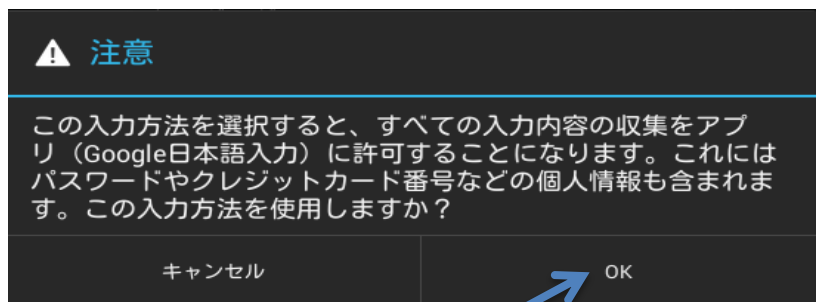 注意
この入力方法を選択すると、すべての入力内容の収集をアプ
リ（Google日本語入力）に許可することになります。これには
パスワードやクレジットカード番号などの個人情報も含まれま
す。この入力方法を使用しますか？
キャンセル
OK